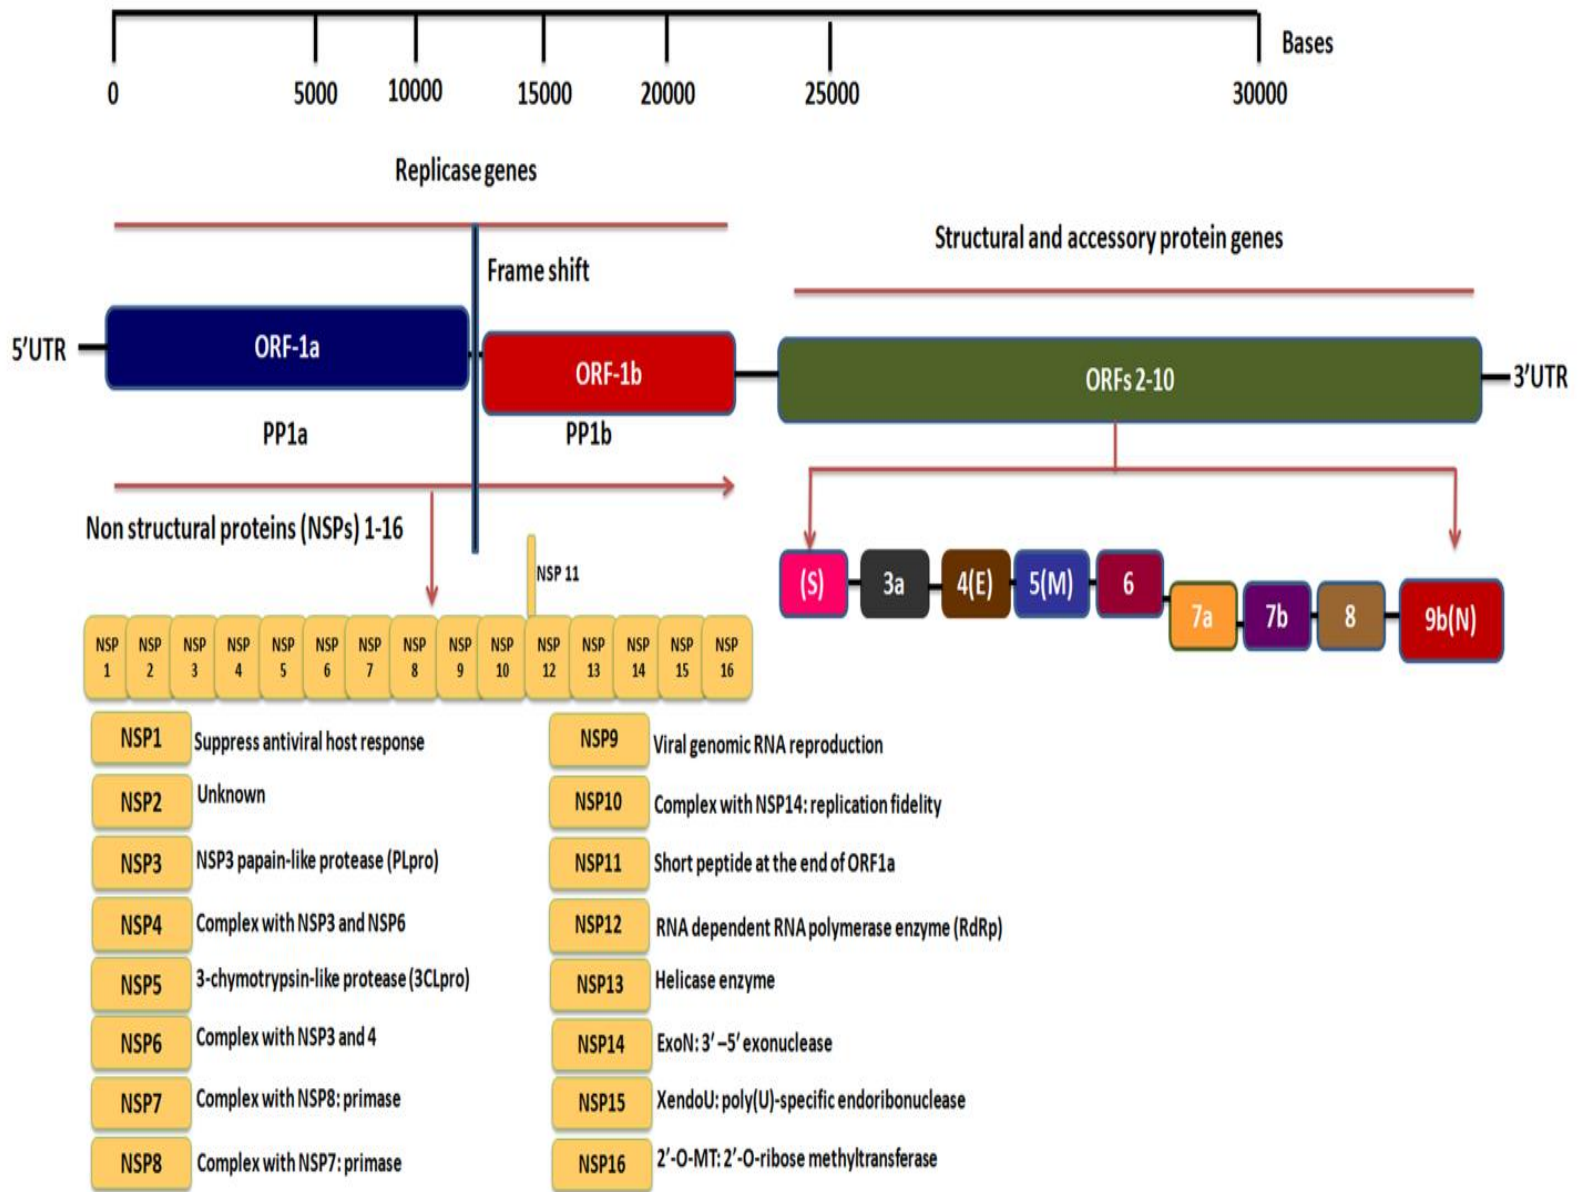 Bases
0 5000 10000 15000 20000 25000 30000
Replicase genes
Structural and accessory protein genes
Frame shift
5'UTR ORF-1a ORF-1b ORFs 2-10 3'UTR
PP1a PP1b
Non structural proteins (NSPs) 1-16
NSP 11
(S) 3a 4(E) 5(M) 6 7a 7b 8 9b(N)
NSP NSP NSP NSP NSP NSP NSP NSP NSP NSP NSP NSP NSP NSP NSP
1 2 3 4 5 6 7 8 9 10 12 13 14 15 16
NSP1 Suppress antiviral host response
NSP2 Unknown
NSP3 NSP3 papain-like protease (PLpro)
NSP4 Complex with NSP3 and NSP6
NSP5 3-chymotrypsin-like protease (3CLpro)
NSP6 Complex with NSP3 and 4
NSP7 Complex with NSP8: primase
NSP8 Complex with NSP7: primase
NSP9 Viral genomic RNA reproduction
NSP10 Complex with NSP14: replication fidelity
NSP11 Short peptide at the end of ORF1a
NSP12 RNA dependent RNA polymerase enzyme (RdRp)
NSP13 Helicase enzyme
NSP14 ExoN: 3′ –5′ exonuclease
NSP15 XendoU: poly(U)-specific endoribonuclease
NSP16 2′-O-MT: 2′-O-ribose methyltransferase